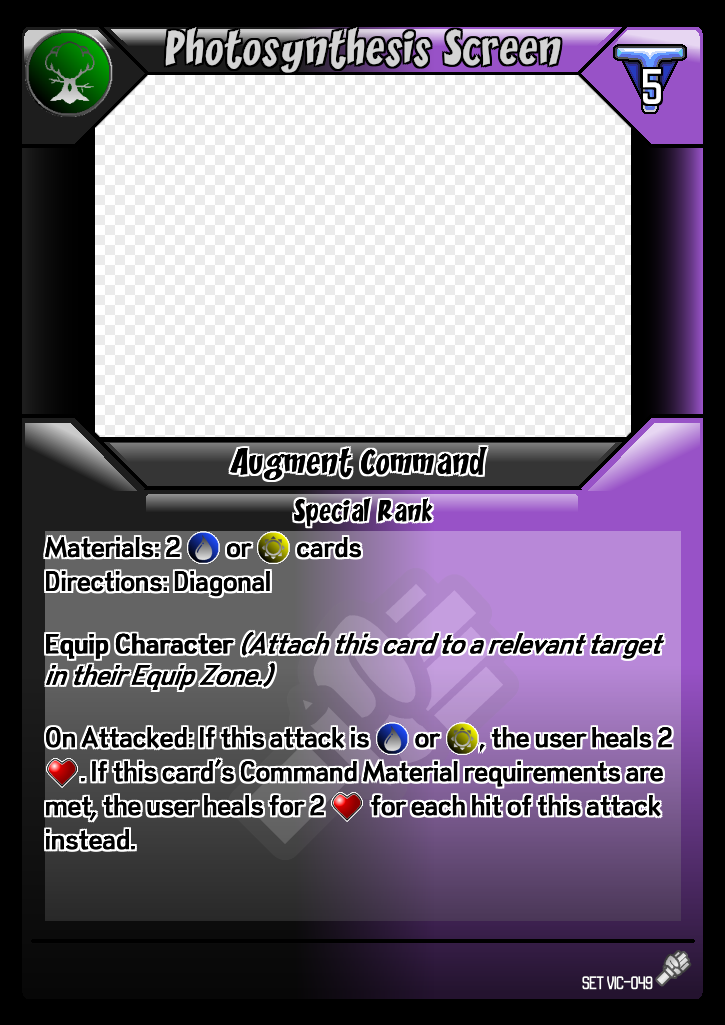 Photosynthesis Screen
5
Augment Command
Special Rank
Materials: 2 or cards
Directions: Diagonal
Equip Character (Attach this card to a relevant target
in their Equip Zone.)
On Attacked: If this attack is or , the user heals 2
. If this card's Command Material requirements are
met, the user heals for 2 for each hit of this attack
instead.
SET VIC-049